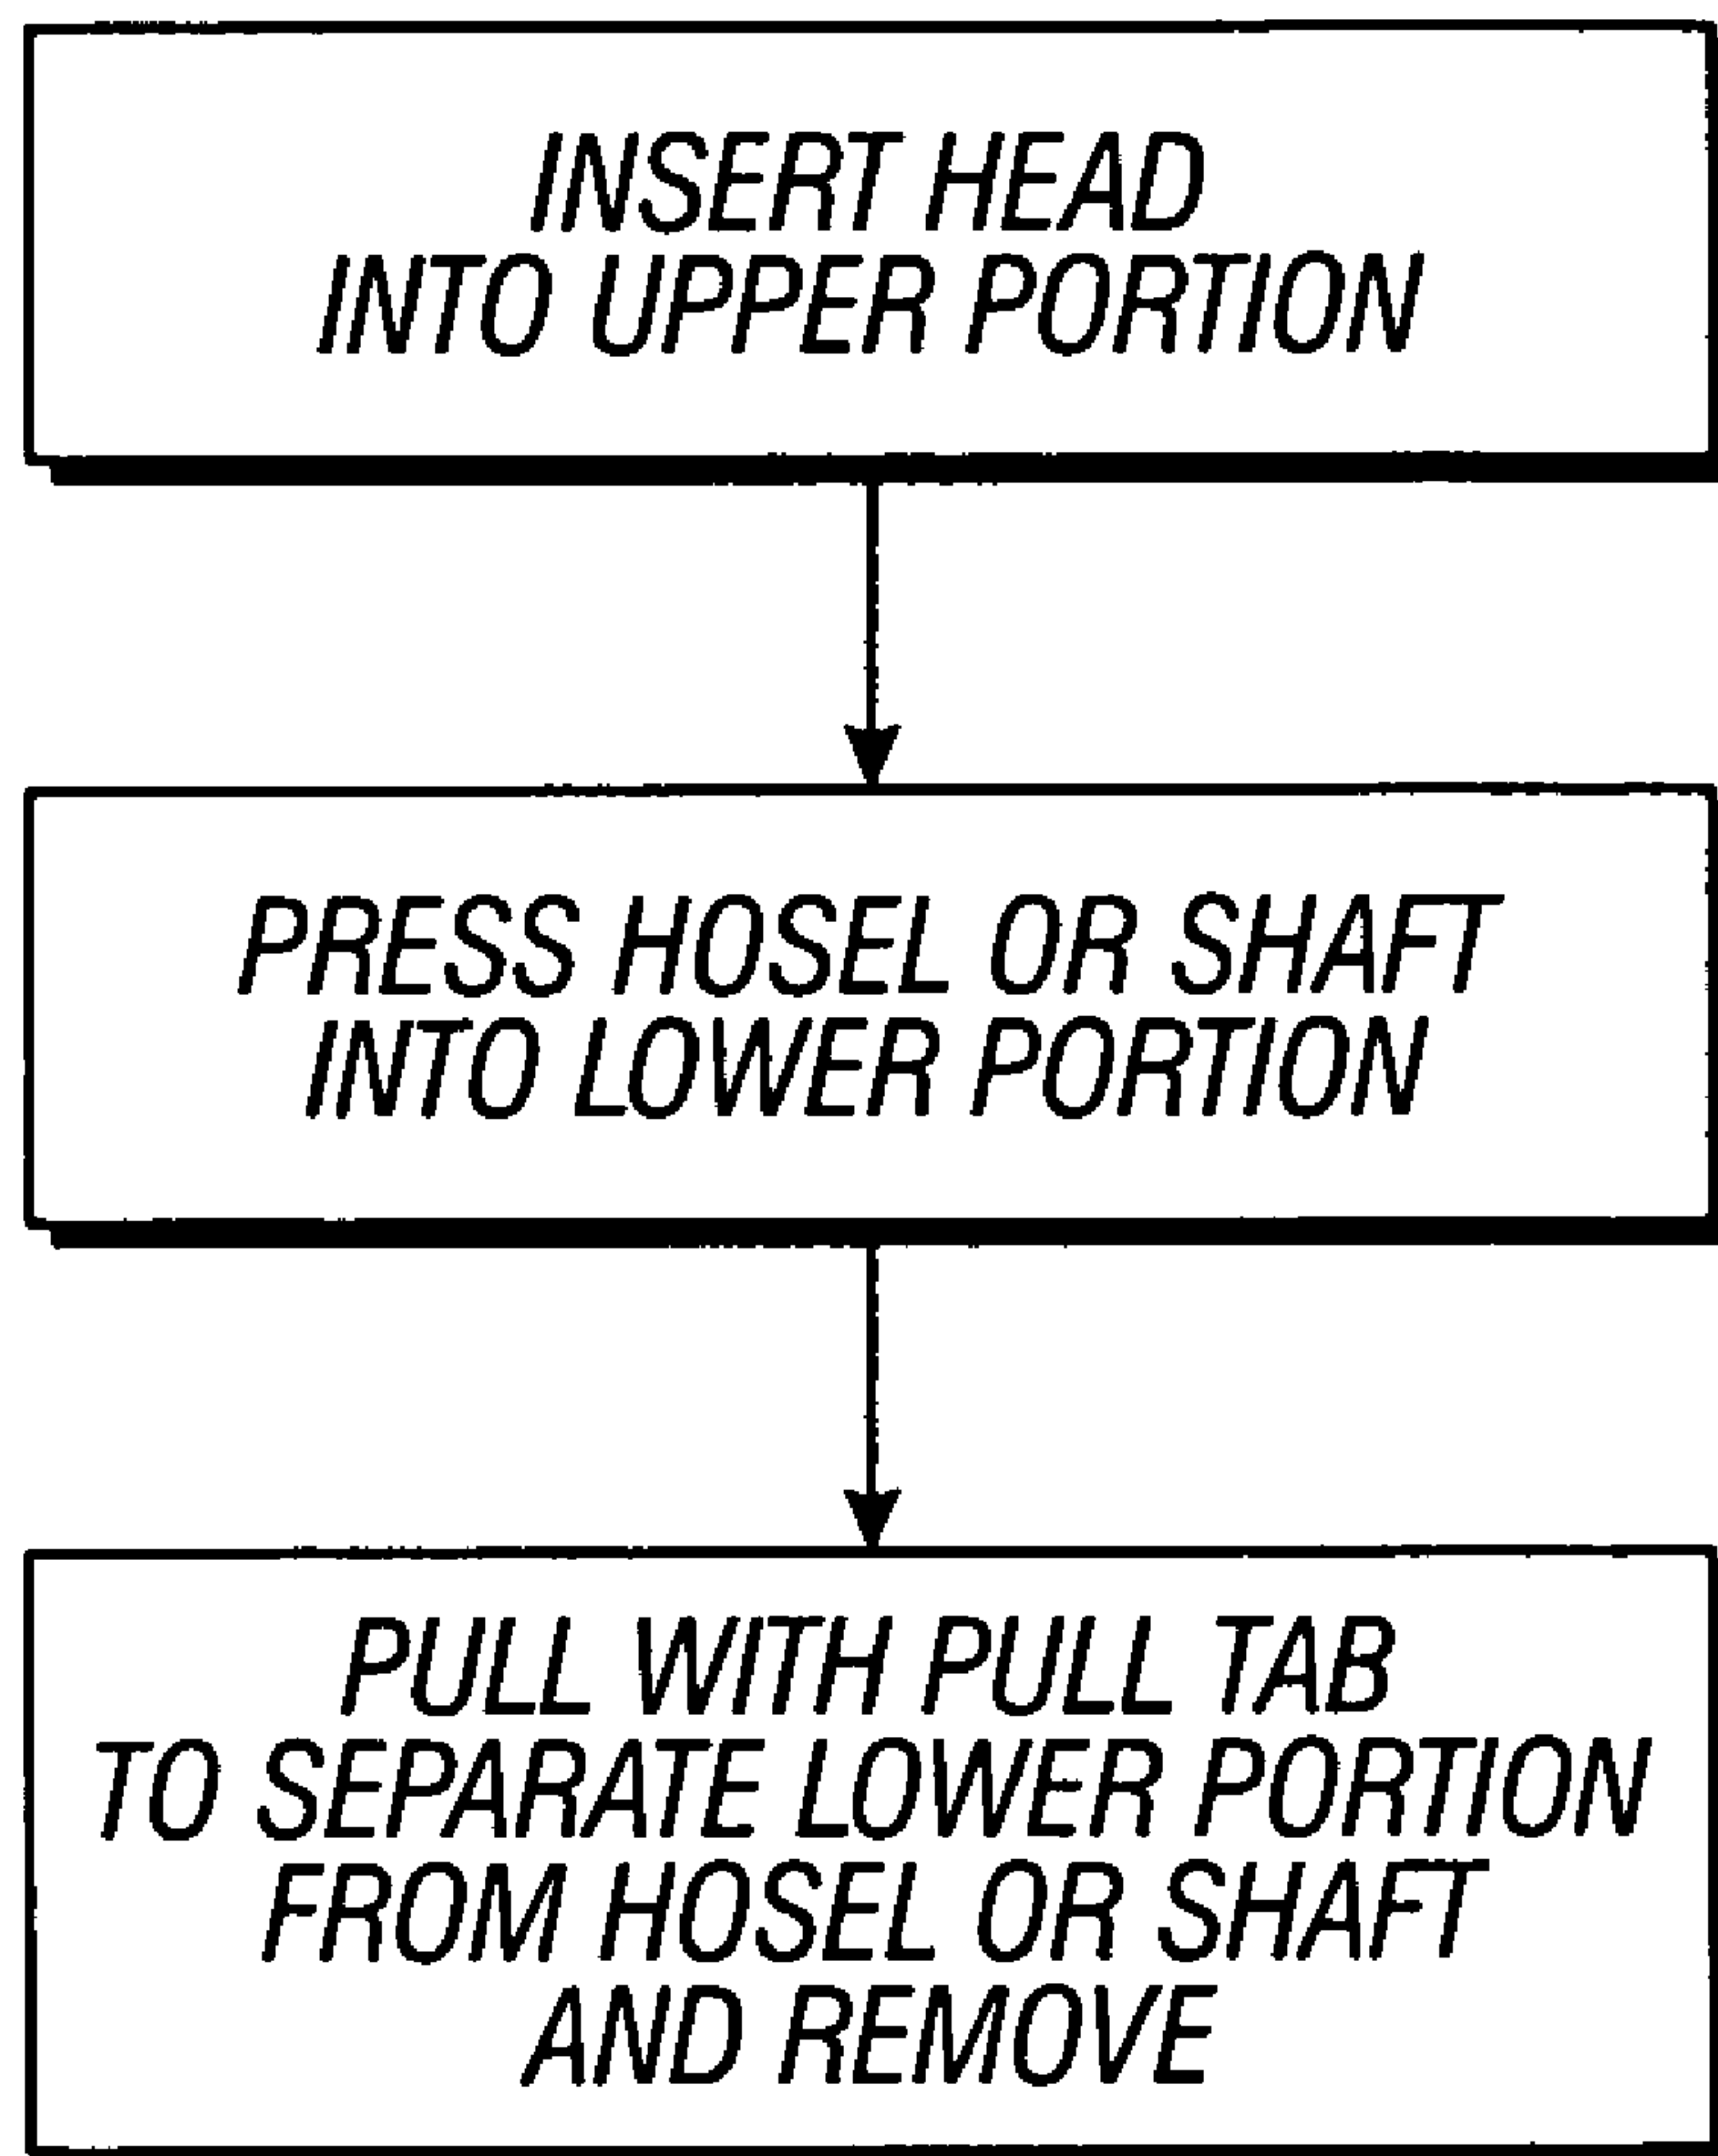 INSERT HEAD
INTO UPPER PORTION
PRESS HOSEL OR SHAFT
INTO LOWER PORTION
PULL WITH PULL TAB
TO SEPARATE LOWER PORTION
FROM HOSEL OR SHAFT
AND REMOVE